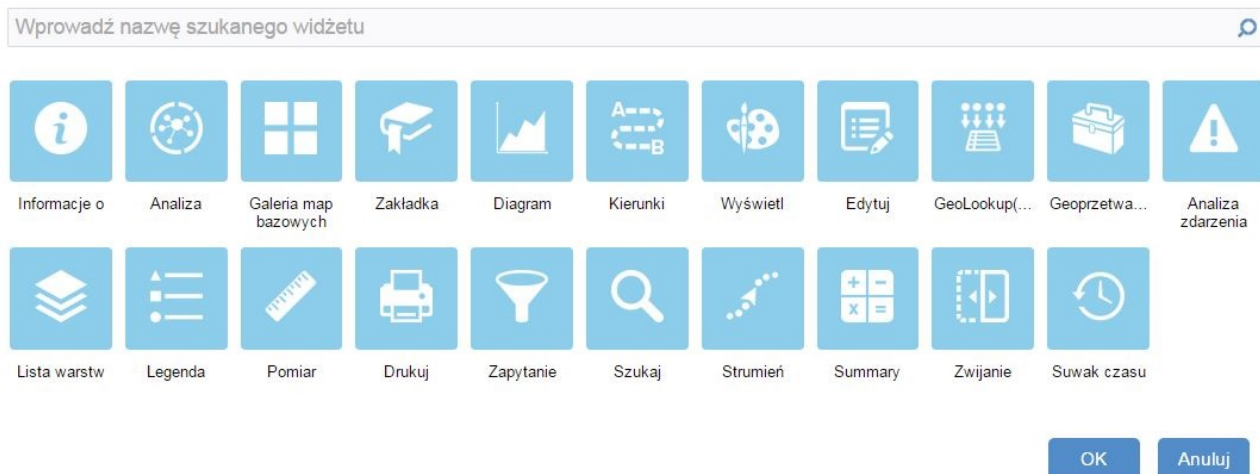 Wprowadź nazwę szukanego widżetu
Informacje o
Analiza
Galeria map
bazowych
Zakładka
Diagram
A
B
Kierunki
Wyświetl
Edytuj
GeoLookup(...
Geoprzetwa...
Analiza
zdarzenia
Lista warstw
Legenda
Pomiar
Drukuj
Zapytanie
Szukaj
Strumień
Summary
Zwijanie
Suwak czasu
OK
Anuluj